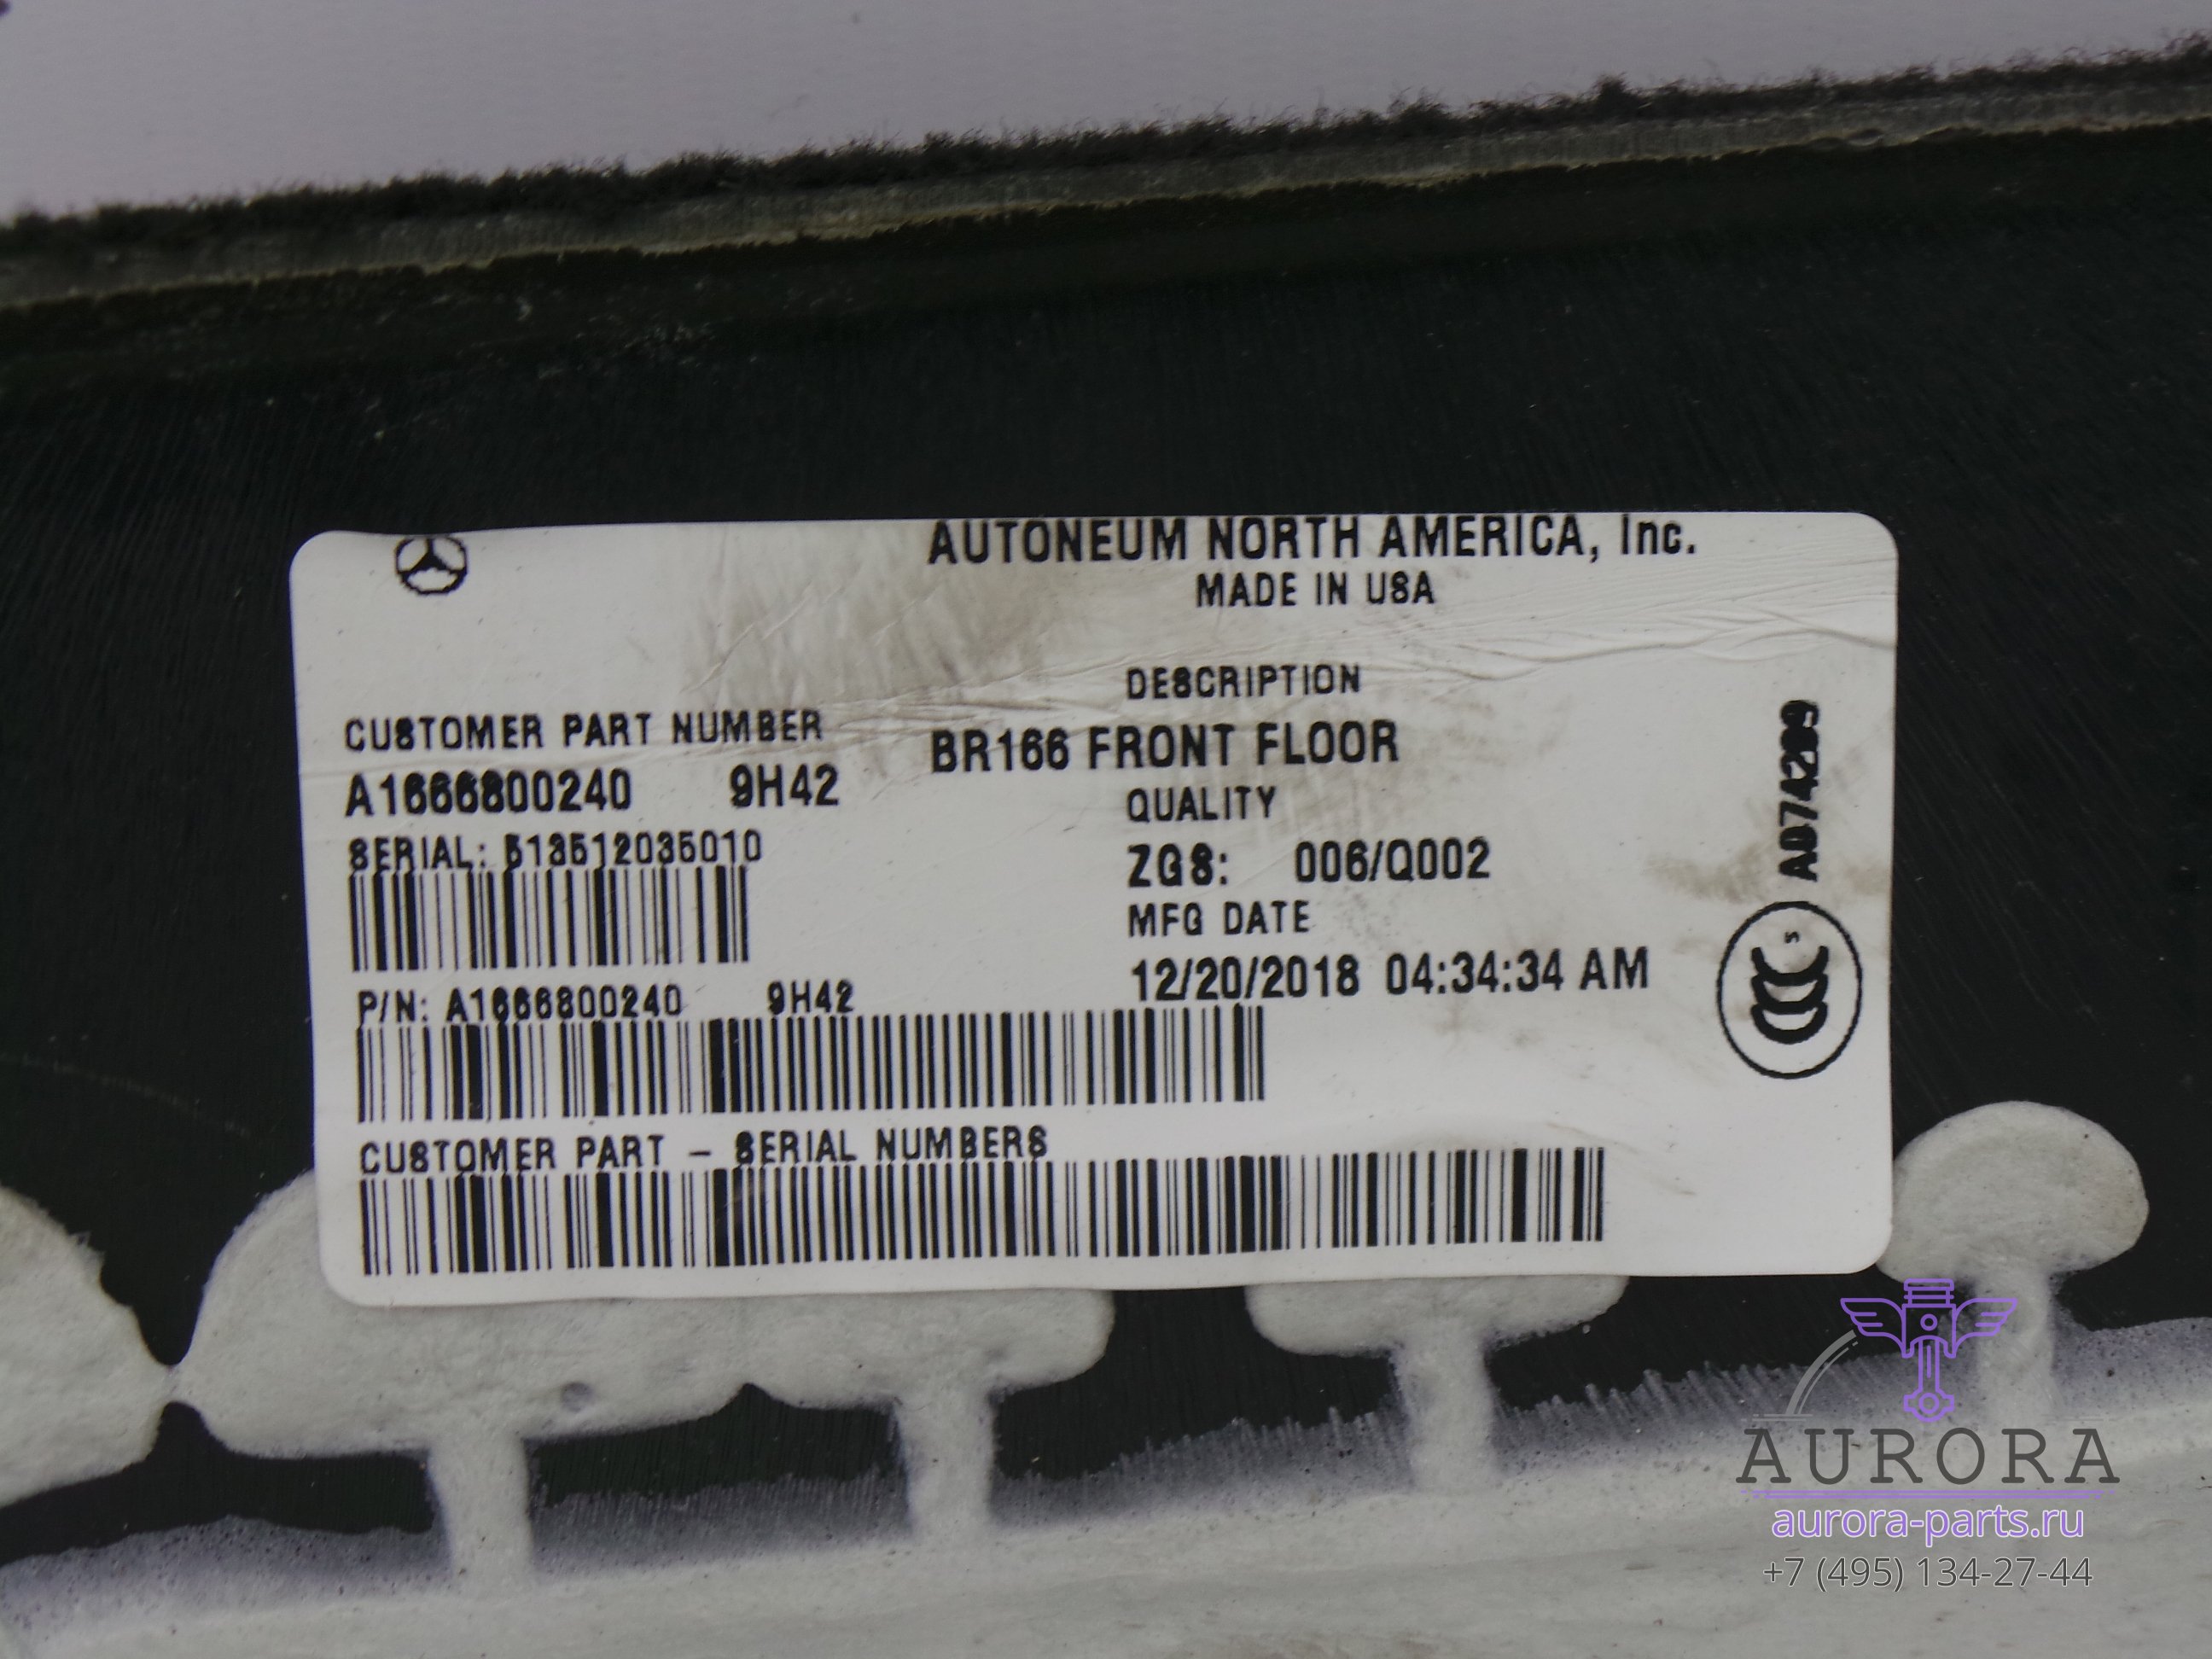 AUTONEUM NORTH AMERICA, Inc.
MADE IN USA
DESCRIPTION
CUSTOMER PART NUMBER
BR166 FRONT FLOOR
A1666800240 9H42
QUALITY
SERIAL: 513512035010
ZGS: 006/Q002
MFG DATE
12/20/2018 04:34:34 AM
P/N: A1666800240 9H42
CUSTOMER PART - SERIAL NUMBERS
A074299
S
AURORA
aurora-parts.ru
+7 (495) 134-27-44